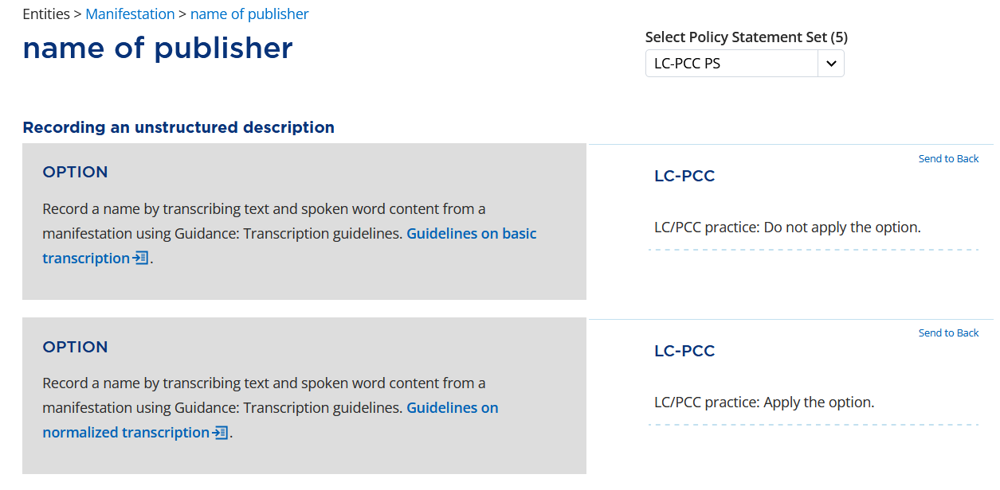 Entities > Manifestation > name of publisher
name of publisher
Select Policy Statement Set (5)
LC-PCC PS
Recording an unstructured description
OPTION
Record a name by transcribing text and spoken word content from a
manifestation using Guidance: Transcription guidelines. Guidelines on basic
transcription.
Send to Back
LC-PCC
LC/PCC practice: Do not apply the option.
OPTION
Record a name by transcribing text and spoken word content from a
manifestation using Guidance: Transcription guidelines. Guidelines on
normalized transcription.
Send to Back
LC-PCC
LC/PCC practice: Apply the option.